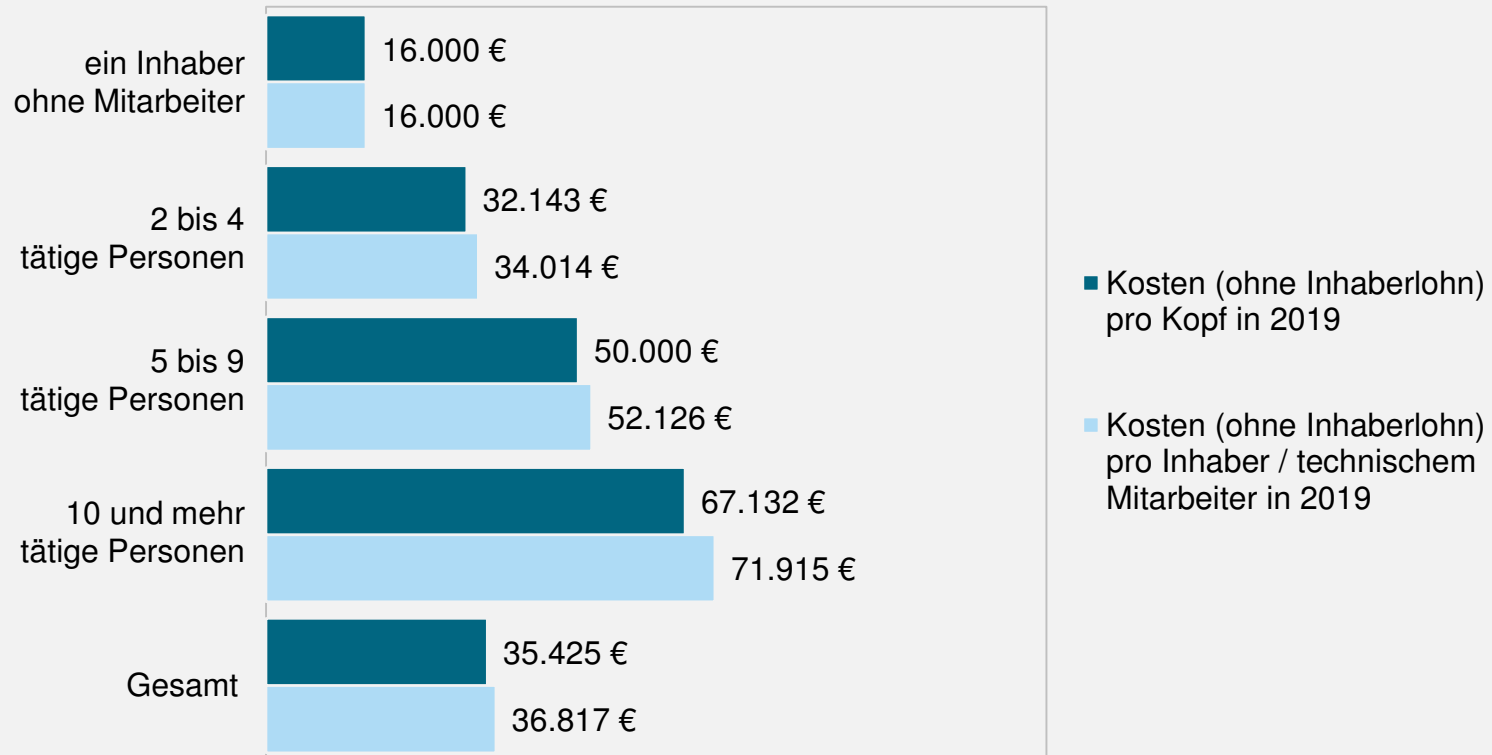 ein Inhaber
ohne Mitarbeiter
16.000 €
16.000 €
2 bis 4
tätige Personen
32.143 €
34.014 €
5 bis 9
tätige Personen
50.000 €
52.126 €
10 und mehr
tätige Personen
67.132 €
71.915 €
Gesamt
35.425 €
36.817 €
Kosten (ohne Inhaberlohn)
pro Kopf in 2019
Kosten (ohne Inhaberlohn)
pro Inhaber / technischem
Mitarbeiter in 2019